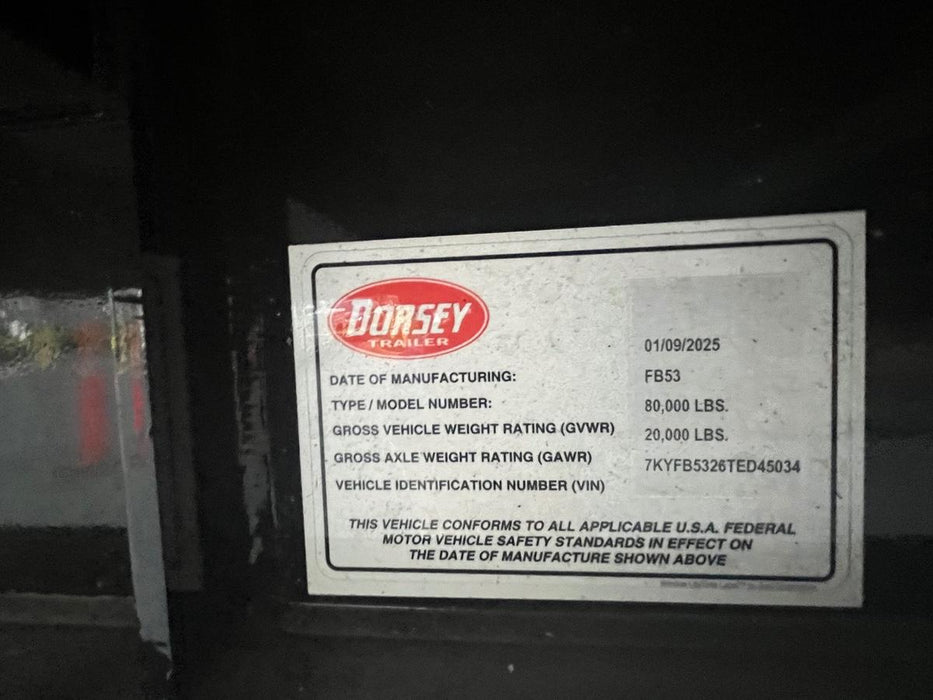 DORSEY
TRAILER
01/09/2025
DATE OF MANUFACTURING: FB53
TYPE / MODEL NUMBER: 80,000 LBS.
GROSS VEHICLE WEIGHT RATING (GVWR) 20,000 LBS.
GROSS AXLE WEIGHT RATING (GAWR) 7KYFB5326TED45034
VEHICLE IDENTIFICATION NUMBER (VIN)
THIS VEHICLE CONFORMS TO ALL APPLICABLE U.S.A. FEDERAL
MOTOR VEHICLE SAFETY STANDARDS IN EFFECT ON
THE DATE OF MANUFACTURE SHOWN ABOVE